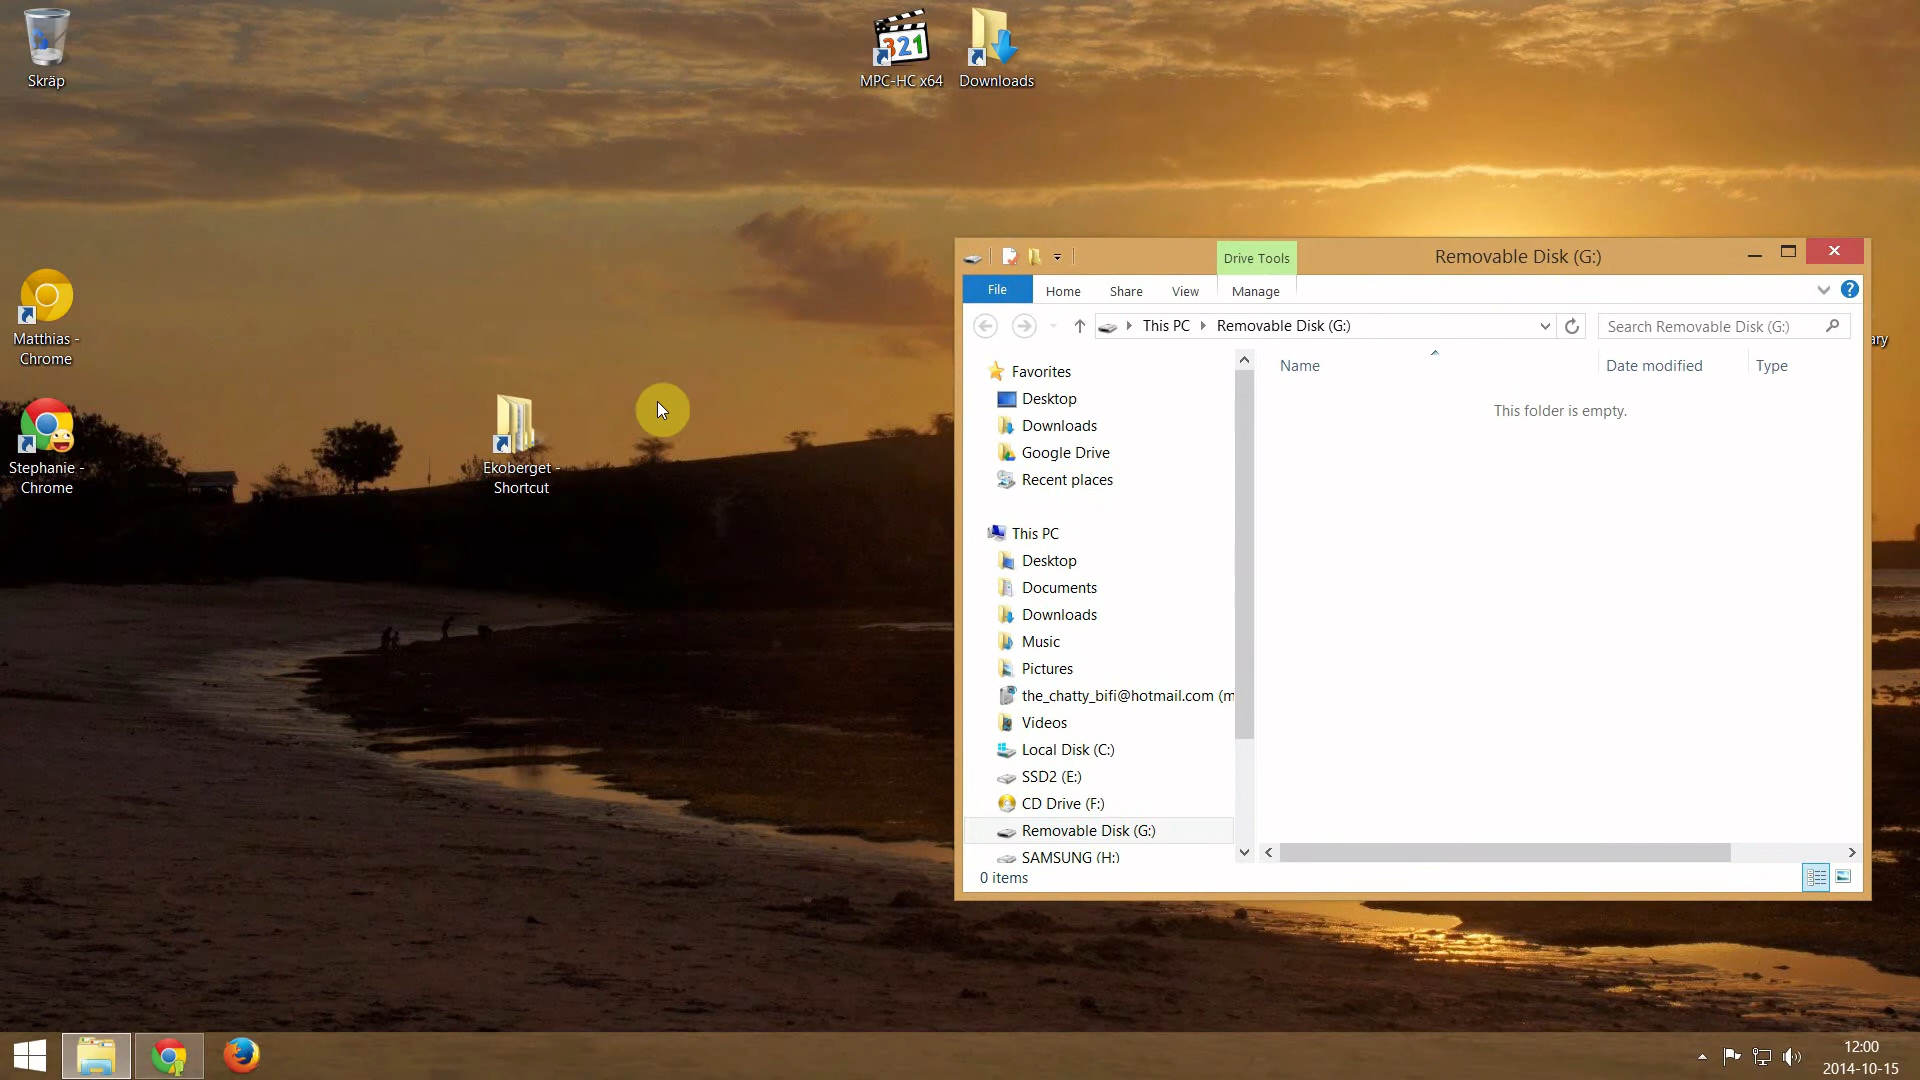 Skräp
MPC-HC x64
Downloads
Matthias -
Chrome
Stephanie -
Chrome
Ekoberget -
Shortcut
ary
Drive Tools
Removable Disk (G:)
File
Home
Share
View
Manage
This PC
Removable Disk (G:)
Search Removable Disk (G:)
Name
Date modified
Type
This folder is empty.
Favorites
Desktop
Downloads
Google Drive
Recent places
This PC
Desktop
Documents
Downloads
Music
Pictures
the_chatty_bifi@hotmail.com (m
Videos
Local Disk (C:)
SSD2 (E:)
CD Drive (F:)
Removable Disk (G:)
SAMSUNG (H:)
0 items
12:00
2014-10-15